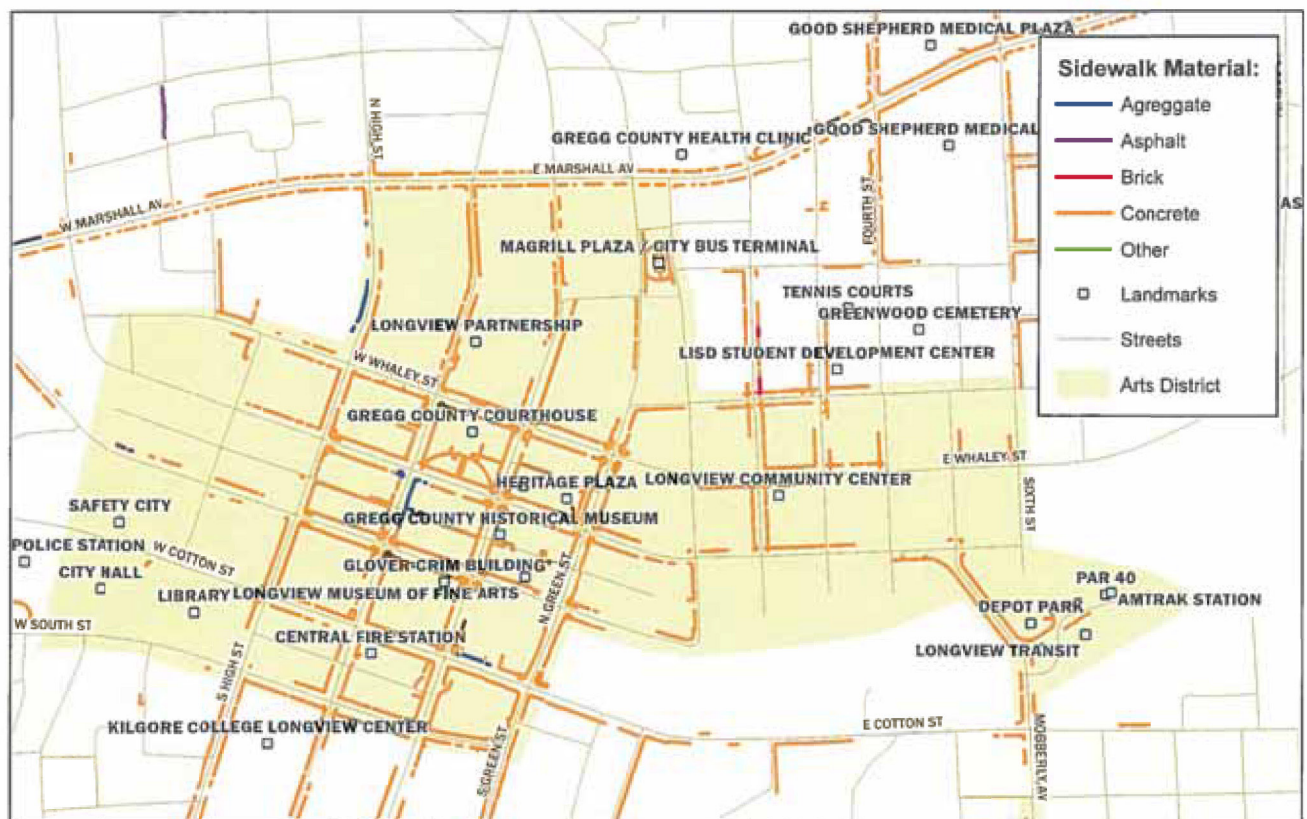 GOOD SHEPHERD MEDICAL PLAZA
Sidewalk Material:
Agreggate
Asphalt
Brick
Concrete
Other
Landmarks
Streets
Arts District
N HIGH ST
GREGG COUNTY HEALTH CLINIC
GOOD SHEPHERD MEDICAL
E MARSHALL AV
W MARSHALL AV
FOURTH ST
AS
MAGRILL PLAZA / CITY BUS TERMINAL
TENNIS COURTS
GREENWOOD CEMETERY
LONGVIEW PARTNERSHIP
LISD STUDENT DEVELOPMENT CENTER
W WHALEY ST
GREGG COUNTY COURTHOUSE
E WHALEY ST
HERITAGE PLAZA
LONGVIEW COMMUNITY CENTER
SIXTH ST
SAFETY CITY
GREGG COUNTY HISTORICAL MUSEUM
POLICE STATION
W COTTON ST
GLOVER-CRIM BUILDING
CITY HALL
LIBRARY
LONGVIEW MUSEUM OF FINE ARTS
N GREEN ST
PAR 40
AMTRAK STATION
DEPOT PARK
W SOUTH ST
CENTRAL FIRE STATION
LONGVIEW TRANSIT
S HIGH ST
KILGORE COLLEGE LONGVIEW CENTER
E COTTON ST
S GREEN ST
MOBBERLY AV